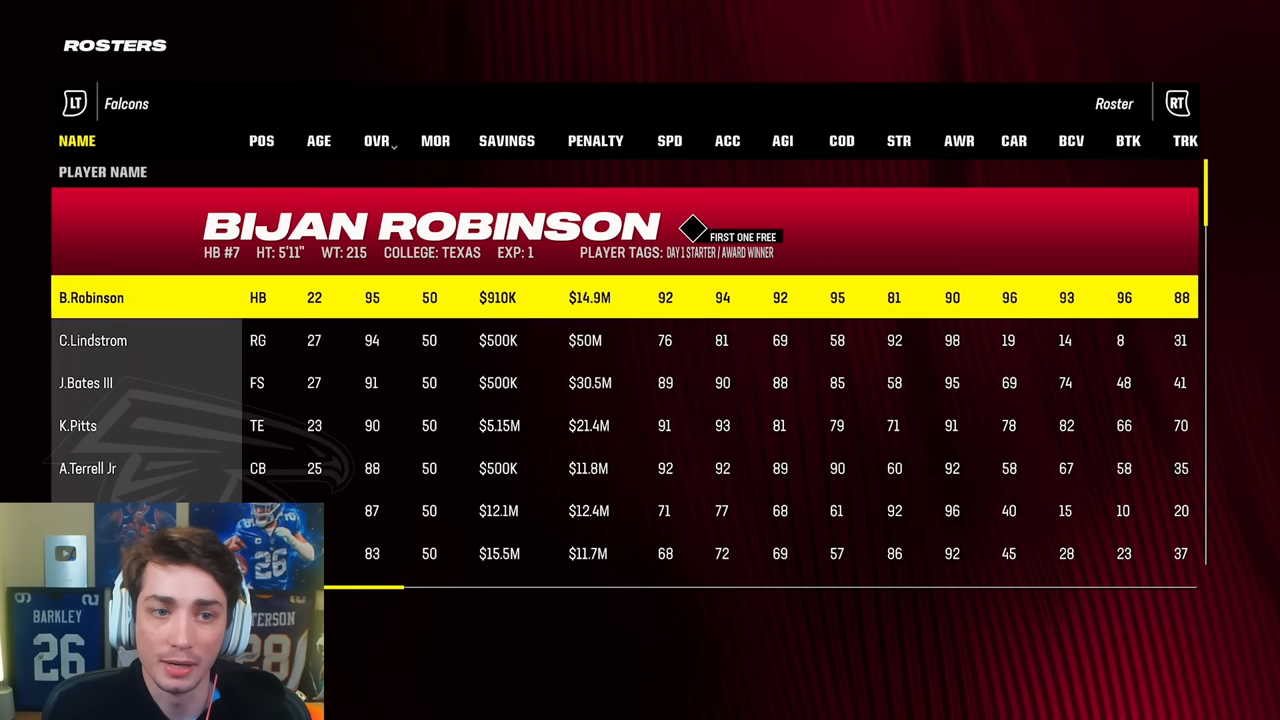 ROSTERS
LT Falcons Roster RT
NAME POS AGE OVR MOR SAVINGS PENALTY SPD ACC AGI COD STR AWR CAR BCV BTK TRK
PLAYER NAME
BIJAN ROBINSON FIRST ONE FREE
HB #7 HT: 5'11" WT: 215 COLLEGE: TEXAS EXP: 1 PLAYER TAGS: DAY 1 STARTER / AWARD WINNER
B.Robinson HB 22 95 50 $910K $14.9M 92 94 92 95 81 90 96 93 96 88
C.Lindstrom RG 27 94 50 $500K $50M 76 81 69 58 92 98 19 14 8 31
J.Bates III FS 27 91 50 $500K $30.5M 89 90 88 85 58 95 69 74 48 41
K.Pitts TE 23 90 50 $5.15M $21.4M 91 93 81 79 71 91 78 82 66 70
A.Terrell Jr CB 25 88 50 $500K $11.8M 92 92 89 90 60 92 58 67 58 35
87 50 $12.1M $12.4M 71 77 68 61 92 96 40 15 10 20
83 50 $15.5M $11.7M 68 72 69 57 86 92 45 28 23 37
26
BARKLEY
26
TERSON
28